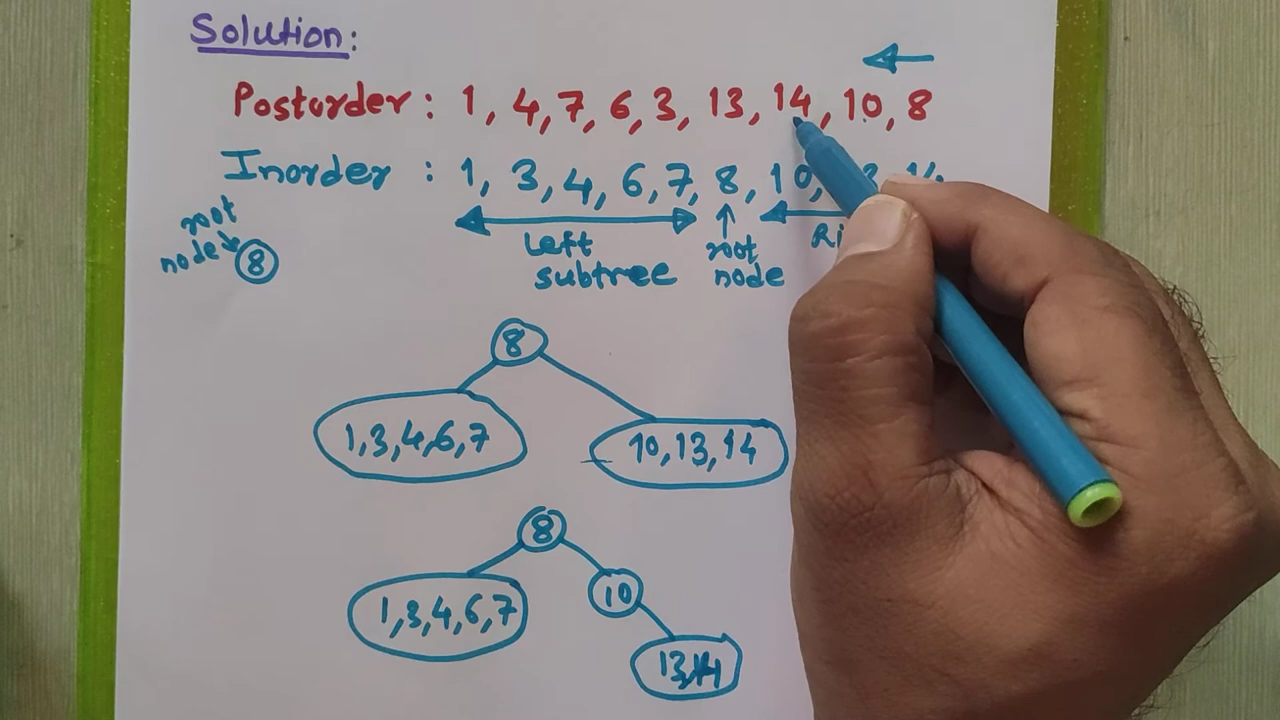 Solution:
Postorder : 1, 4, 7, 6, 3, 13, 14, 10, 8
Inorder : 1, 3, 4, 6, 7, 8, 10,
root
node
8
Left
subtree
root
node
8
1,3,4,6,7
10,13,14
8
1,3,4,6,7
10
13,14